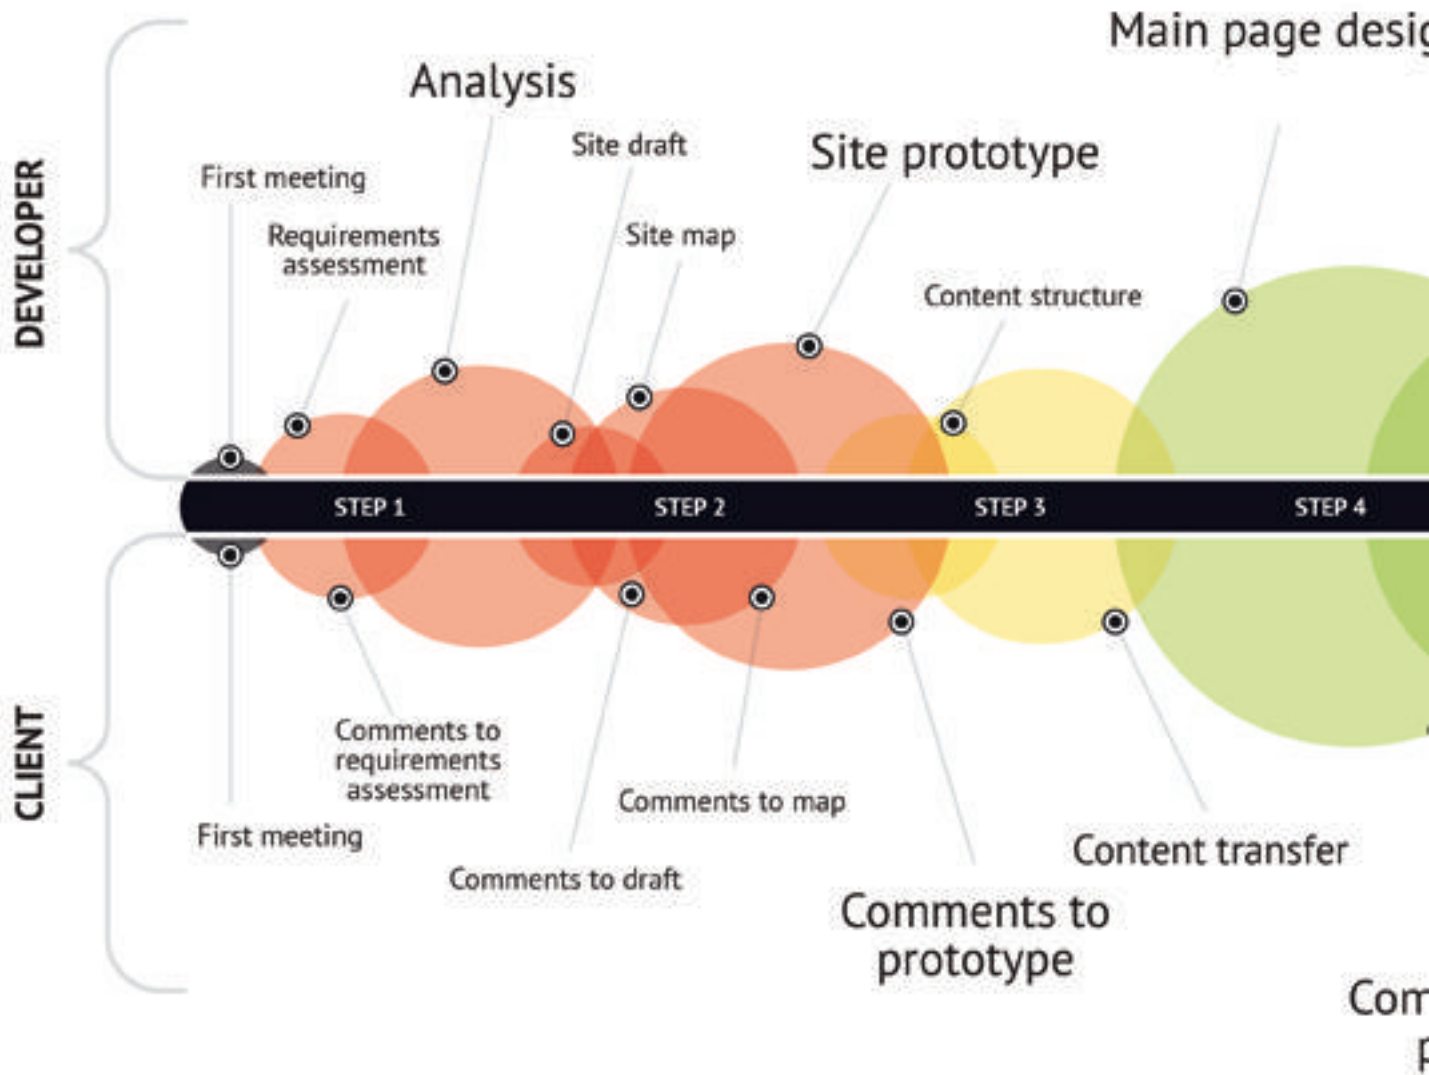 Main page desig
Analysis
Site draft
Site prototype
First meeting
Requirements
assessment
Site map
Content structure
DEVELOPER
STEP 1
STEP 2
STEP 3
STEP 4
CLIENT
Comments to
requirements
assessment
First meeting
Comments to map
Comments to draft
Content transfer
Comments to
prototype
Com
p